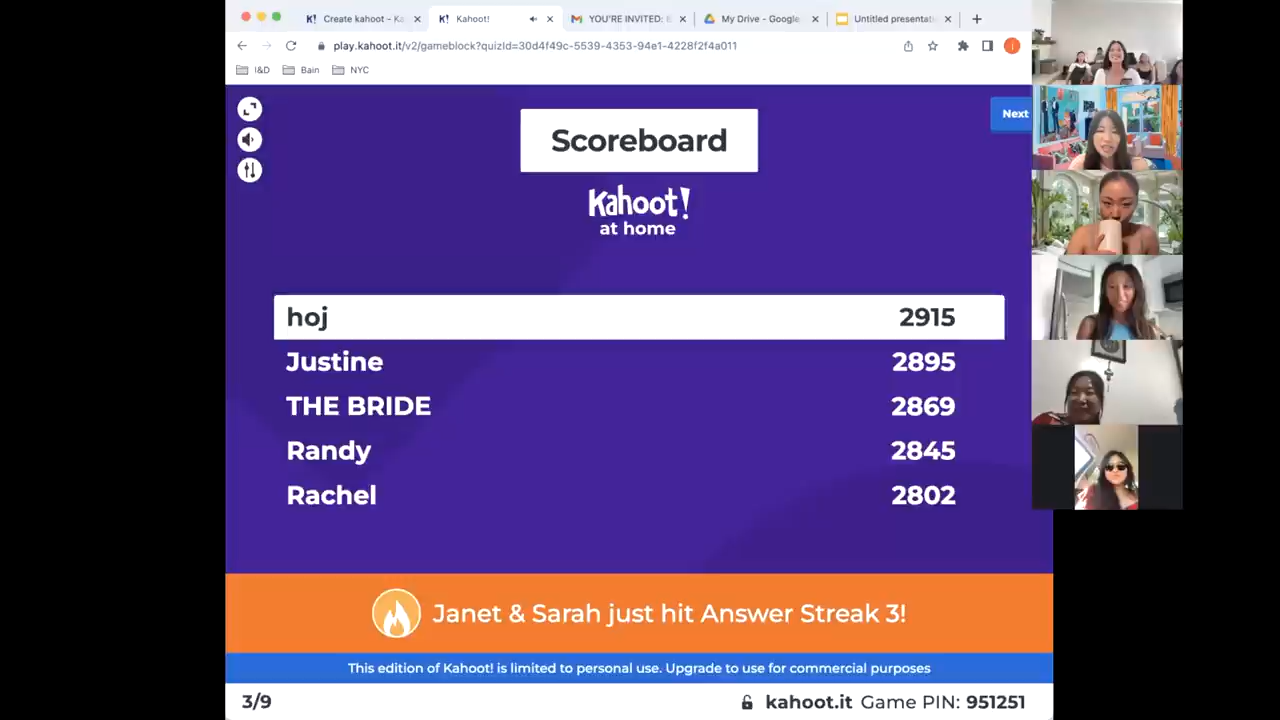 Create kahoot - Ka
Kahoot!
YOU'RE INVITED:
My Drive - Google
Untitled presentat
play.kahoot.it/v2/gameblock?quizId=30d4f49c-5539-4353-94e1-4228f2f4a011
I&D
Bain
NYC
Next
Scoreboard
Kahoot!
at home
hoj 2915
Justine 2895
THE BRIDE 2869
Randy 2845
Rachel 2802
Janet & Sarah just hit Answer Streak 3!
This edition of Kahoot! is limited to personal use. Upgrade to use for commercial purposes
3/9
kahoot.it Game PIN: 951251